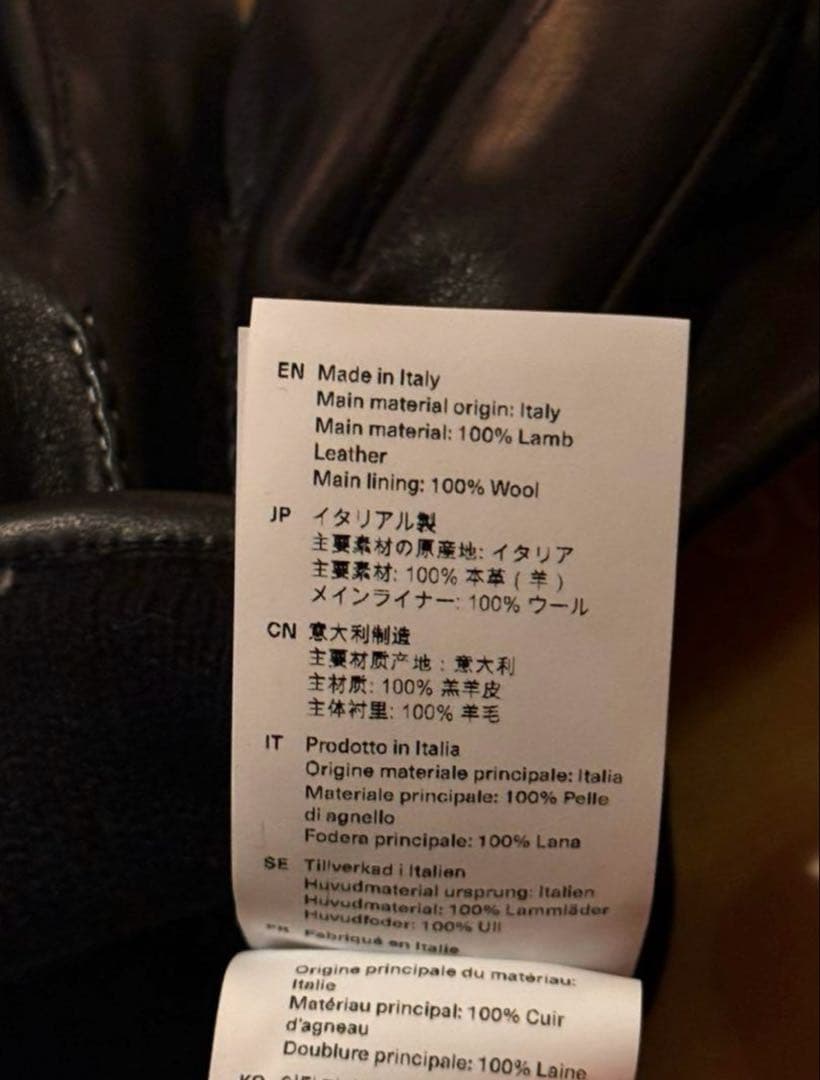 EN Made in Italy
Main material origin: Italy
Main material: 100% Lamb
Leather
Main lining: 100% Wool
JP イタリアル製
主要素材の原産地: イタリア
主要素材: 100% 本革 ( 羊 )
メインライナー: 100% ウール
CN 意大利制造
主要材质产地 : 意大利
主材质: 100% 羔羊皮
主体衬里: 100% 羊毛
IT Prodotto in Italia
Origine materiale principale: Italia
Materiale principale: 100% Pelle
di agnello
Fodera principale: 100% Lana
SE Tillverkad i Italien
Huvudmaterial ursprung: Italien
Huvudmaterial: 100% Lammläder
Huvudfoder: 100% Ull
FR Fabriqué en Italie
Origine principale du matériau:
Italie
Matériau principal: 100% Cuir
d'agneau
Doublure principale: 100% Laine